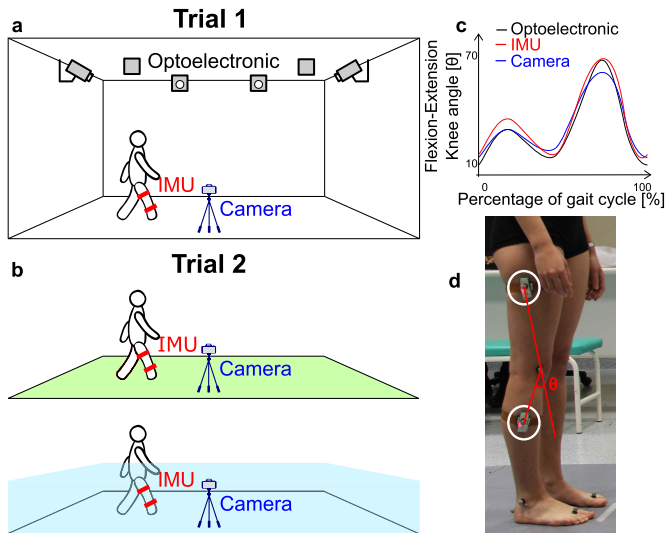 a
Trial 1
Optoelectronic
IMU
Camera
b
Trial 2
IMU
Camera
IMU
Camera
c
Optoelectronic
IMU
Camera
Flexion-Extension
Knee angle [θ]
70
10
0
100
Percentage of gait cycle [%]
d
θ